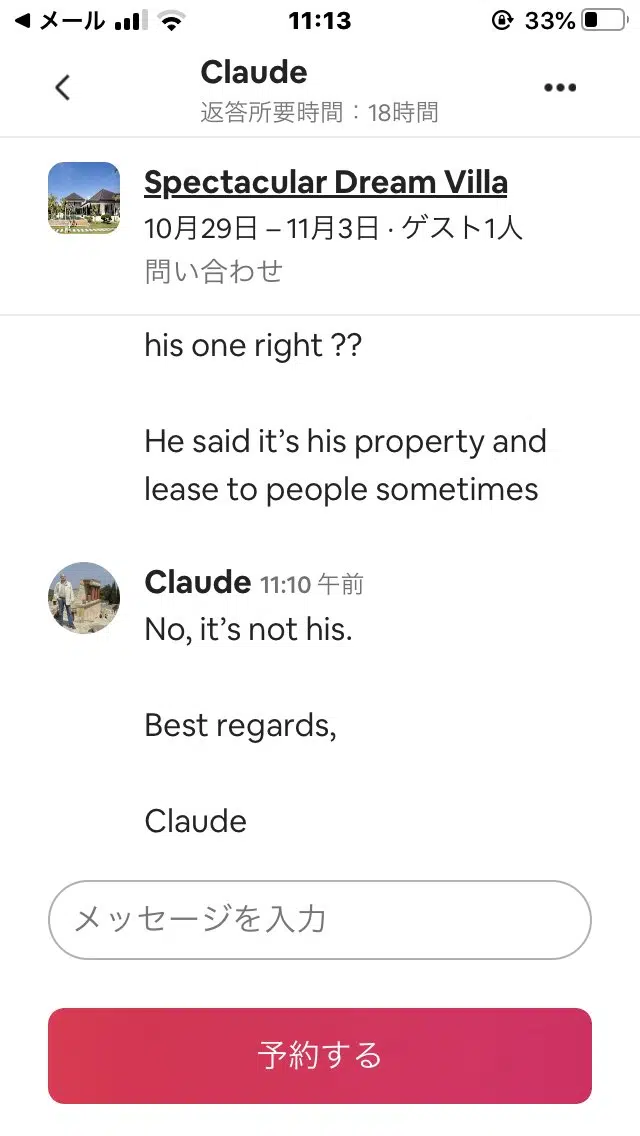 メール
11:13
33%
Claude
返答所要時間：18時間
Spectacular Dream Villa
10月29日 – 11月3日 · ゲスト1人
問い合わせ
his one right ??
He said it’s his property and
lease to people sometimes
Claude 11:10 午前
No, it’s not his.
Best regards,
Claude
メッセージを入力
予約する